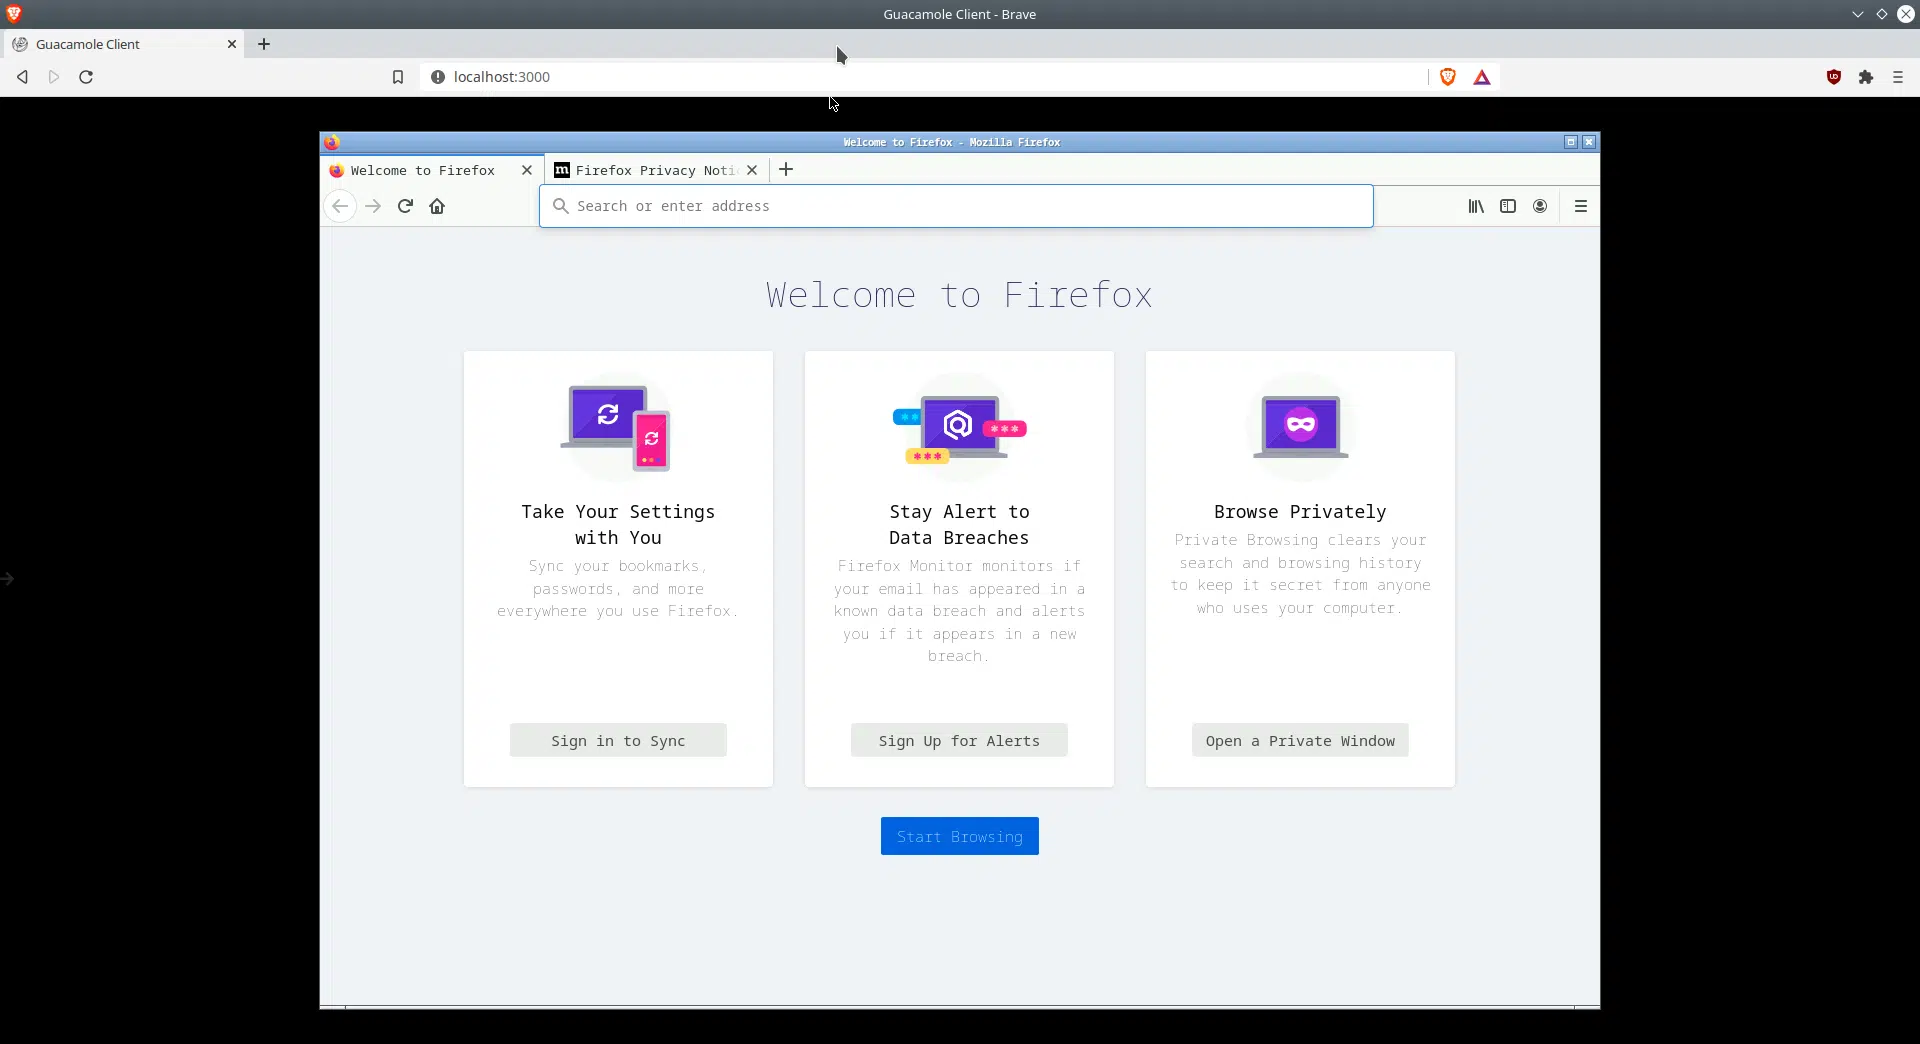 Guacamole Client - Brave
Guacamole Client
localhost:3000
Welcome to Firefox - Mozilla Firefox
Welcome to Firefox
m Firefox Privacy Noti
Search or enter address
Welcome to Firefox
Take Your Settings
with You
Sync your bookmarks,
passwords, and more
everywhere you use Firefox.
Sign in to Sync
Stay Alert to
Data Breaches
Firefox Monitor monitors if
your email has appeared in a
known data breach and alerts
you if it appears in a new
breach.
Sign Up for Alerts
Browse Privately
Private Browsing clears your
search and browsing history
to keep it secret from anyone
who uses your computer.
Open a Private Window
Start Browsing